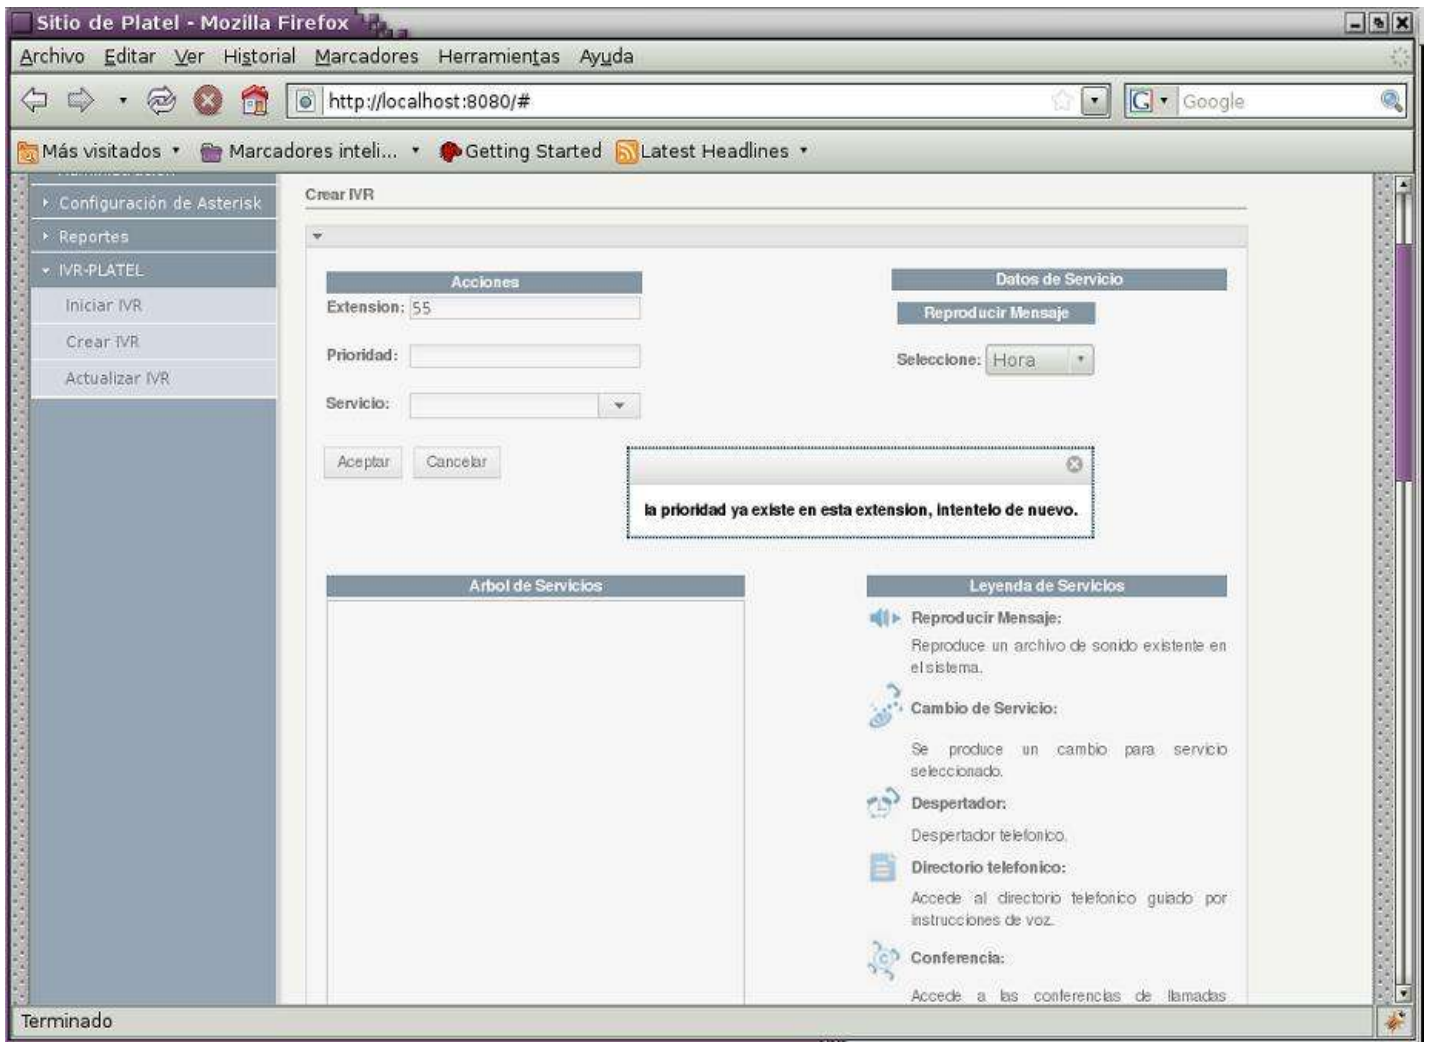 Sitio de Platel - Mozilla Firefox
Archivo Editar Ver Historial Marcadores Herramientas Ayuda
http://localhost:8080/#
G Google
Más visitados Marcadores inteli... Getting Started Latest Headlines
Configuración de Asterisk
Reportes
IVR-PLATEL
Iniciar IVR
Crear IVR
Actualizar IVR
Crear IVR
Acciones
Extension: 55
Prioridad:
Servicio:
Aceptar Cancelar
Datos de Servicio
Reproducir Mensaje
Seleccione: Hora
la prioridad ya existe en esta extension, intentelo de nuevo.
Arbol de Servicios
Leyenda de Servicios
Reproducir Mensaje:
Reproduce un archivo de sonido existente en
el sistema.
Cambio de Servicio:
Se produce un cambio para servicio
seleccionado.
Despertador:
Despertador telefonico.
Directorio telefonico:
Accede al directorio telefonico guiado por
instrucciones de voz.
Conferencia:
Accede a las conferencias de llamadas
Terminado